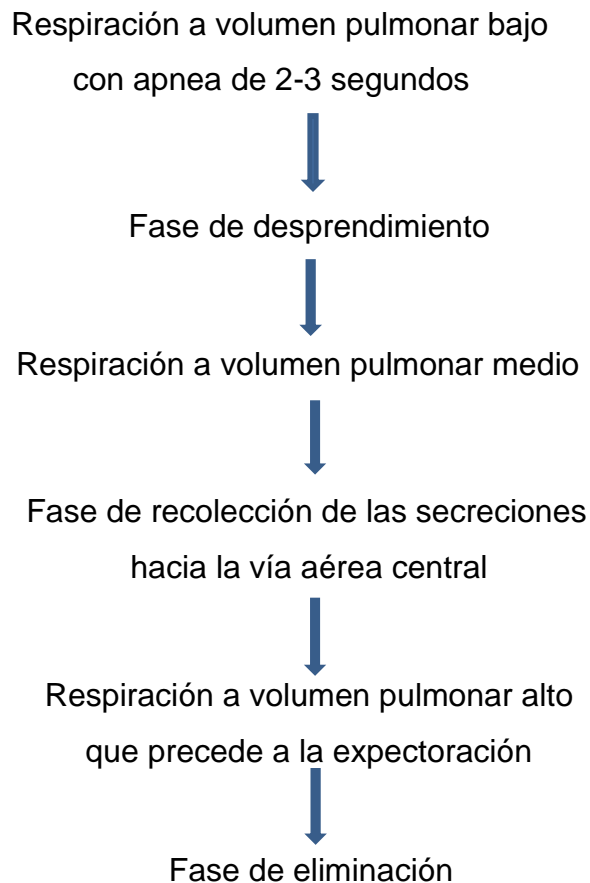 Respiración a volumen pulmonar bajo
con apnea de 2-3 segundos
Fase de desprendimiento
Respiración a volumen pulmonar medio
Fase de recolección de las secreciones
hacia la vía aérea central
Respiración a volumen pulmonar alto
que precede a la expectoración
Fase de eliminación